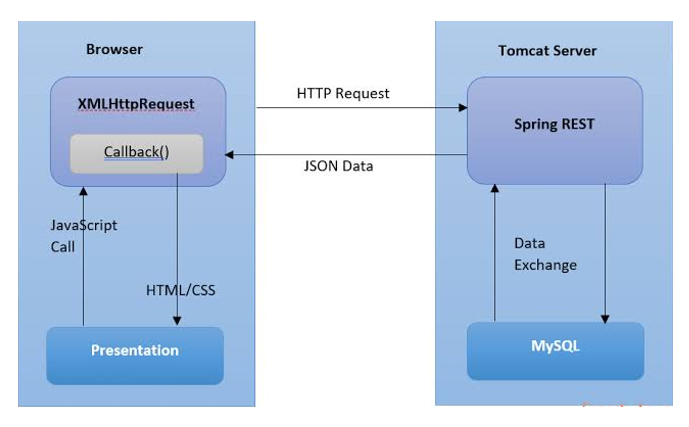 Browser
Tomcat Server
XMLHttpRequest
HTTP Request
Spring REST
Callback()
JSON Data
JavaScript
Call
Data
Exchange
HTML/CSS
Presentation
MySQL